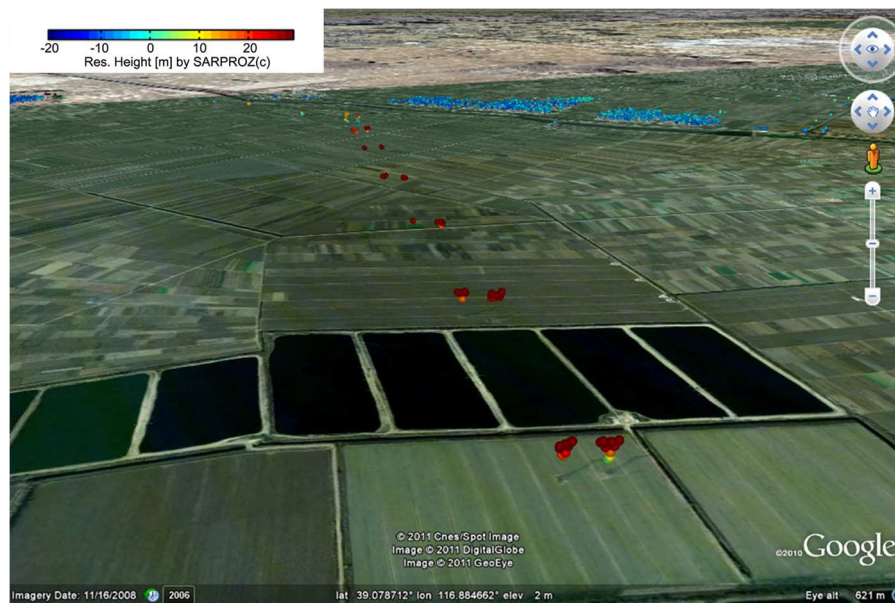 -20 -10 0 10 20
Res. Height [m] by SARPROZ(c)
© 2011 Cnes/Spot Image
Image © 2011 DigitalGlobe
Image © 2011 GeoEye
©2010 Google
Imagery Date: 11/16/2008 2006 lat 39.078712° lon 116.884662° elev 2 m Eye alt 621 m